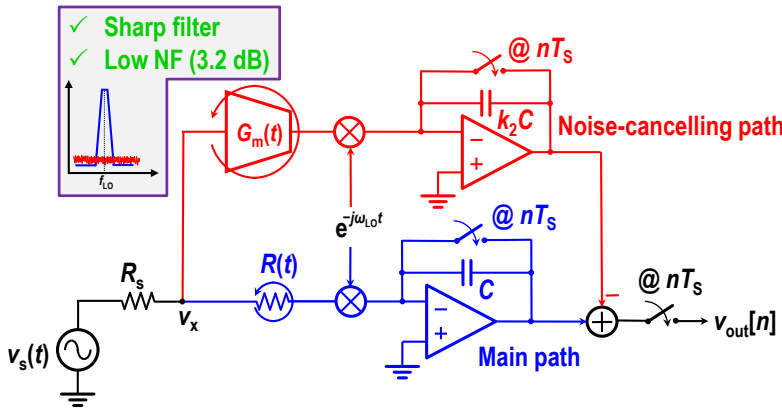 ✓ Sharp filter
✓ Low NF (3.2 dB)
f_LO
G_m(t)
@ nT_S
k_2C
Noise-cancelling path
− 
+
e^{-jω_LO t}
@ nT_S
R_s
R(t)
C
@ nT_S
v_x
−
+
−
+
v_out[n]
v_s(t)
Main path